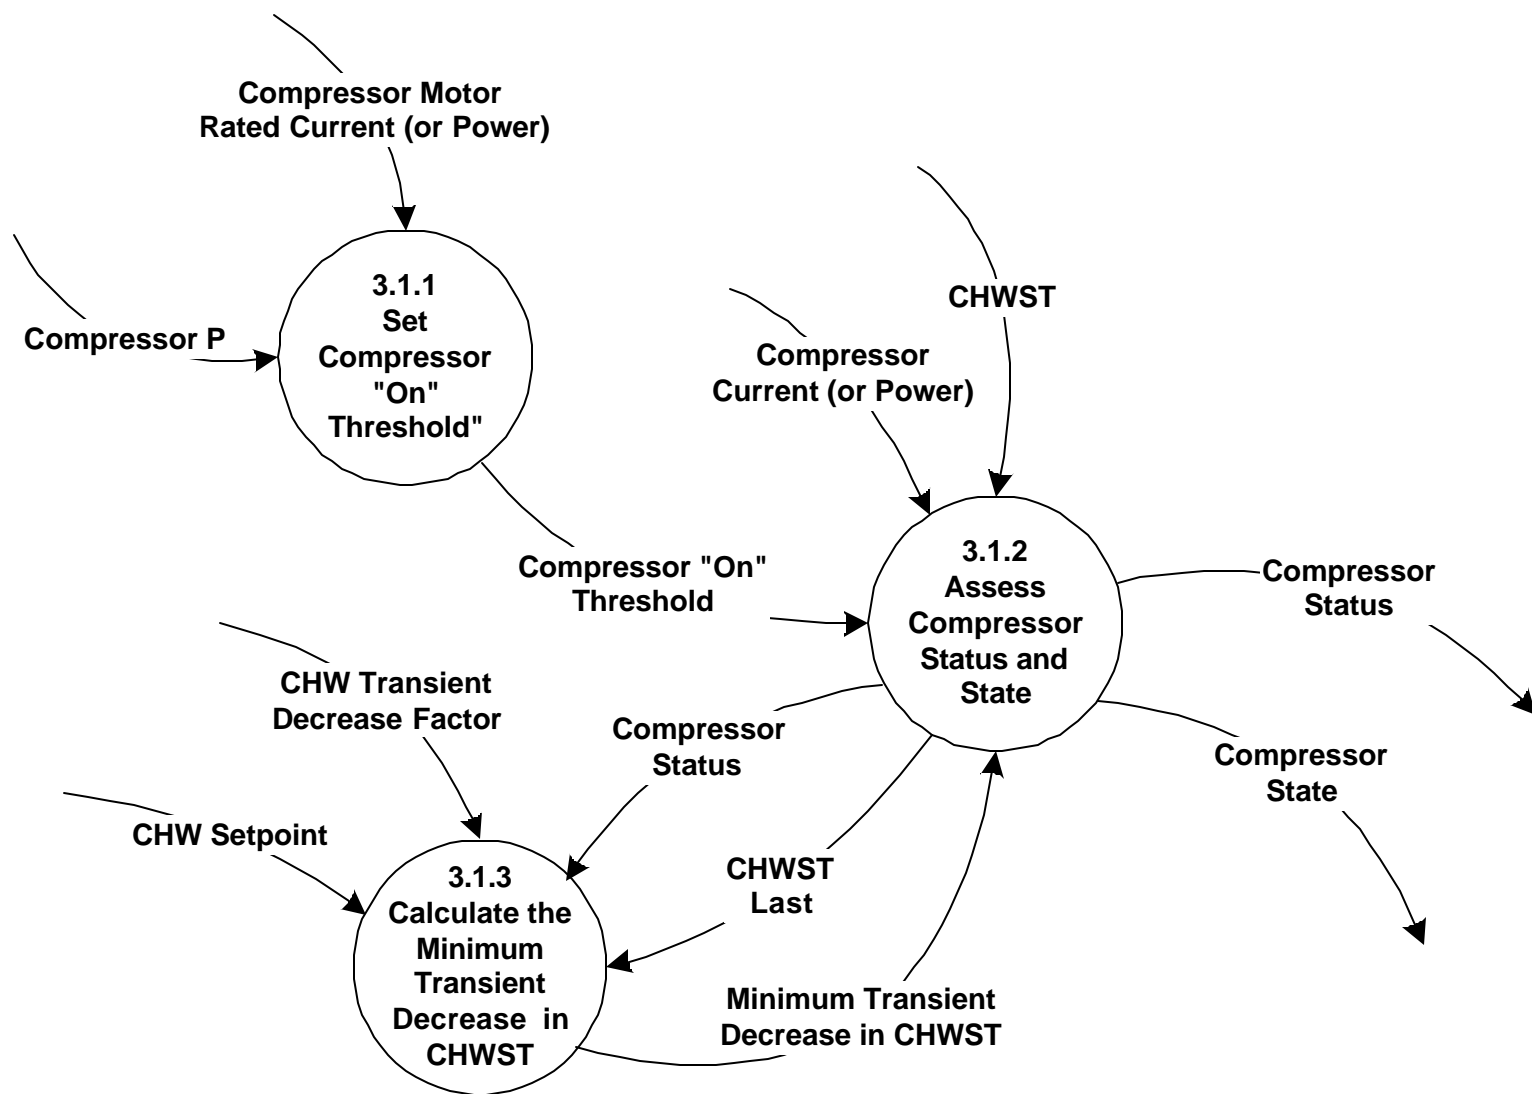 Compressor Motor
Rated Current (or Power)
Compressor P
3.1.1
Set
Compressor
"On"
Threshold"
CHWST
Compressor
Current (or Power)
Compressor "On"
Threshold
3.1.2
Assess
Compressor
Status and
State
Compressor
Status
Compressor
State
CHW Transient
Decrease Factor
Compressor
Status
CHW Setpoint
CHWST
Last
3.1.3
Calculate the
Minimum
Transient
Decrease in
CHWST
Minimum Transient
Decrease in CHWST